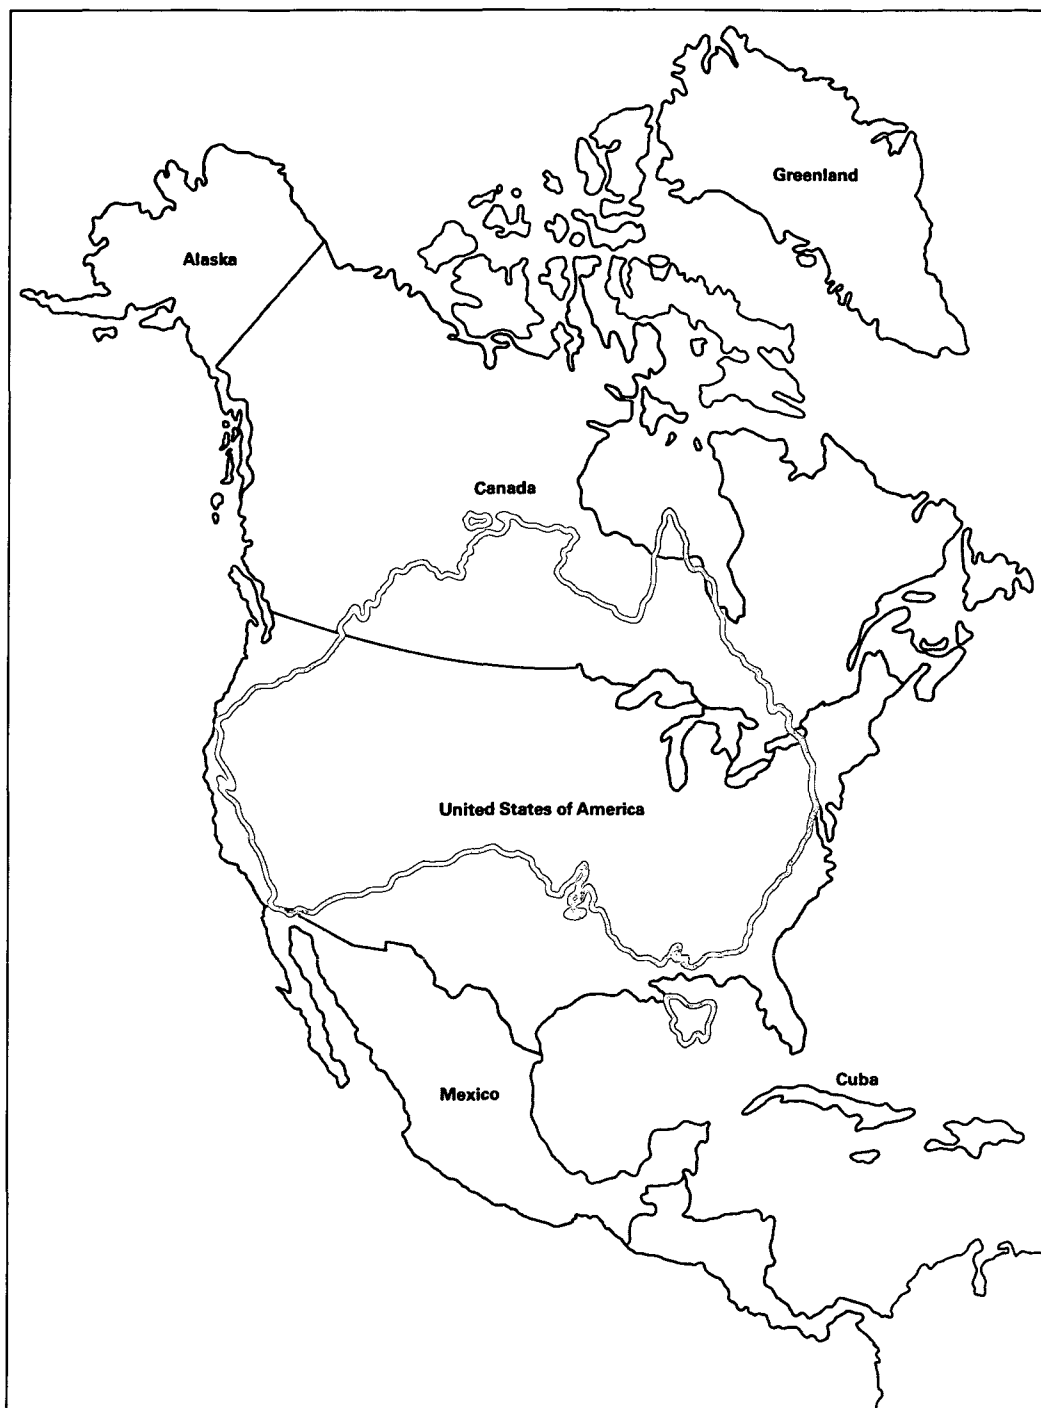 Greenland
Alaska
Canada
United States of America
Mexico
Cuba